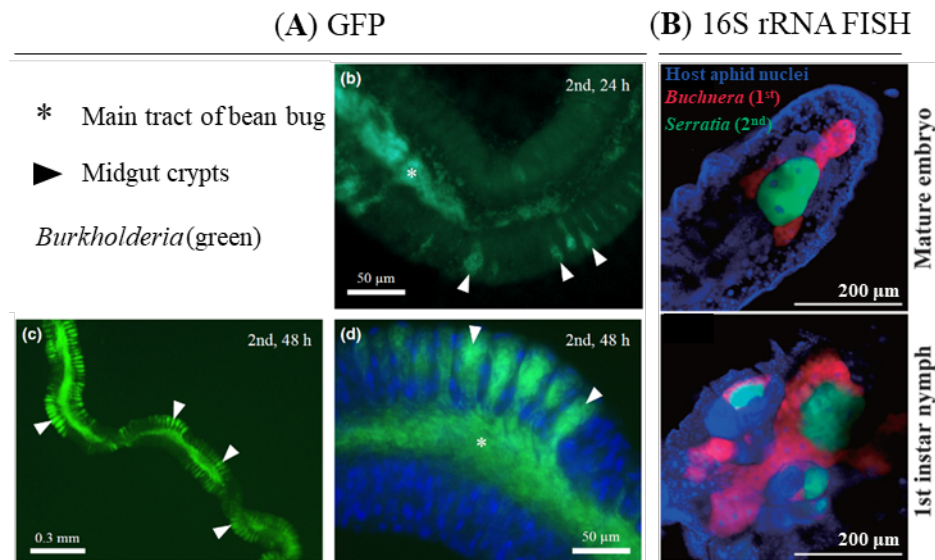 (A) GFP
(B) 16S rRNA FISH
* Main tract of bean bug
Midgut crypts
Burkholderia (green)
(b)
2nd, 24 h
*
50 µm
(c)
2nd, 48 h
0.3 mm
(d)
2nd, 48 h
*
50 µm
Host aphid nuclei
Buchnera (1st)
Serratia (2nd)
200 µm
Mature embryo
200 µm
1st instar nymph